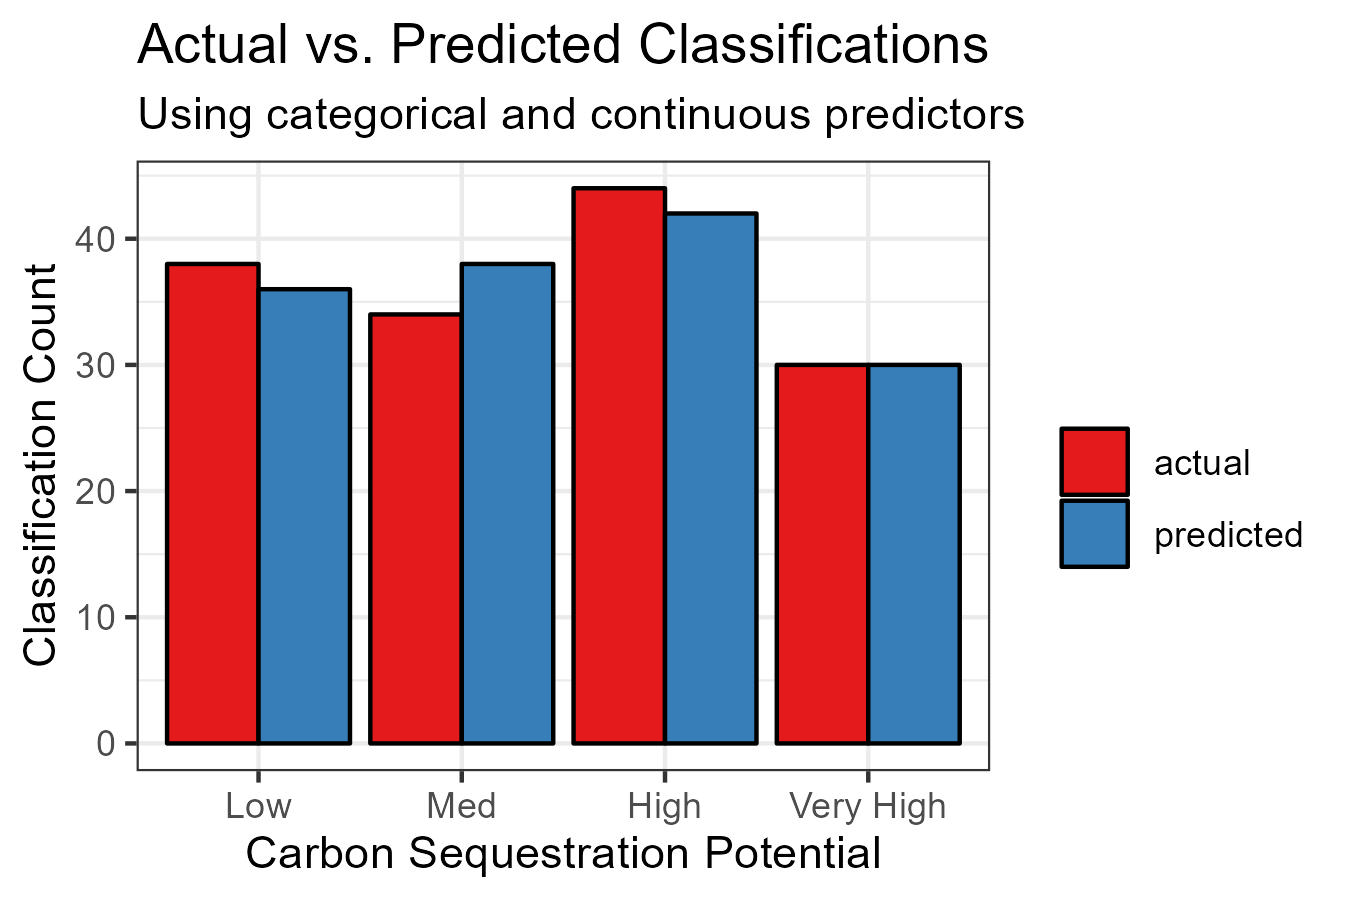 Actual vs. Predicted Classifications
Using categorical and continuous predictors
Classification Count
40
30
20
10
0
Low Med High Very High
Carbon Sequestration Potential
actual
predicted